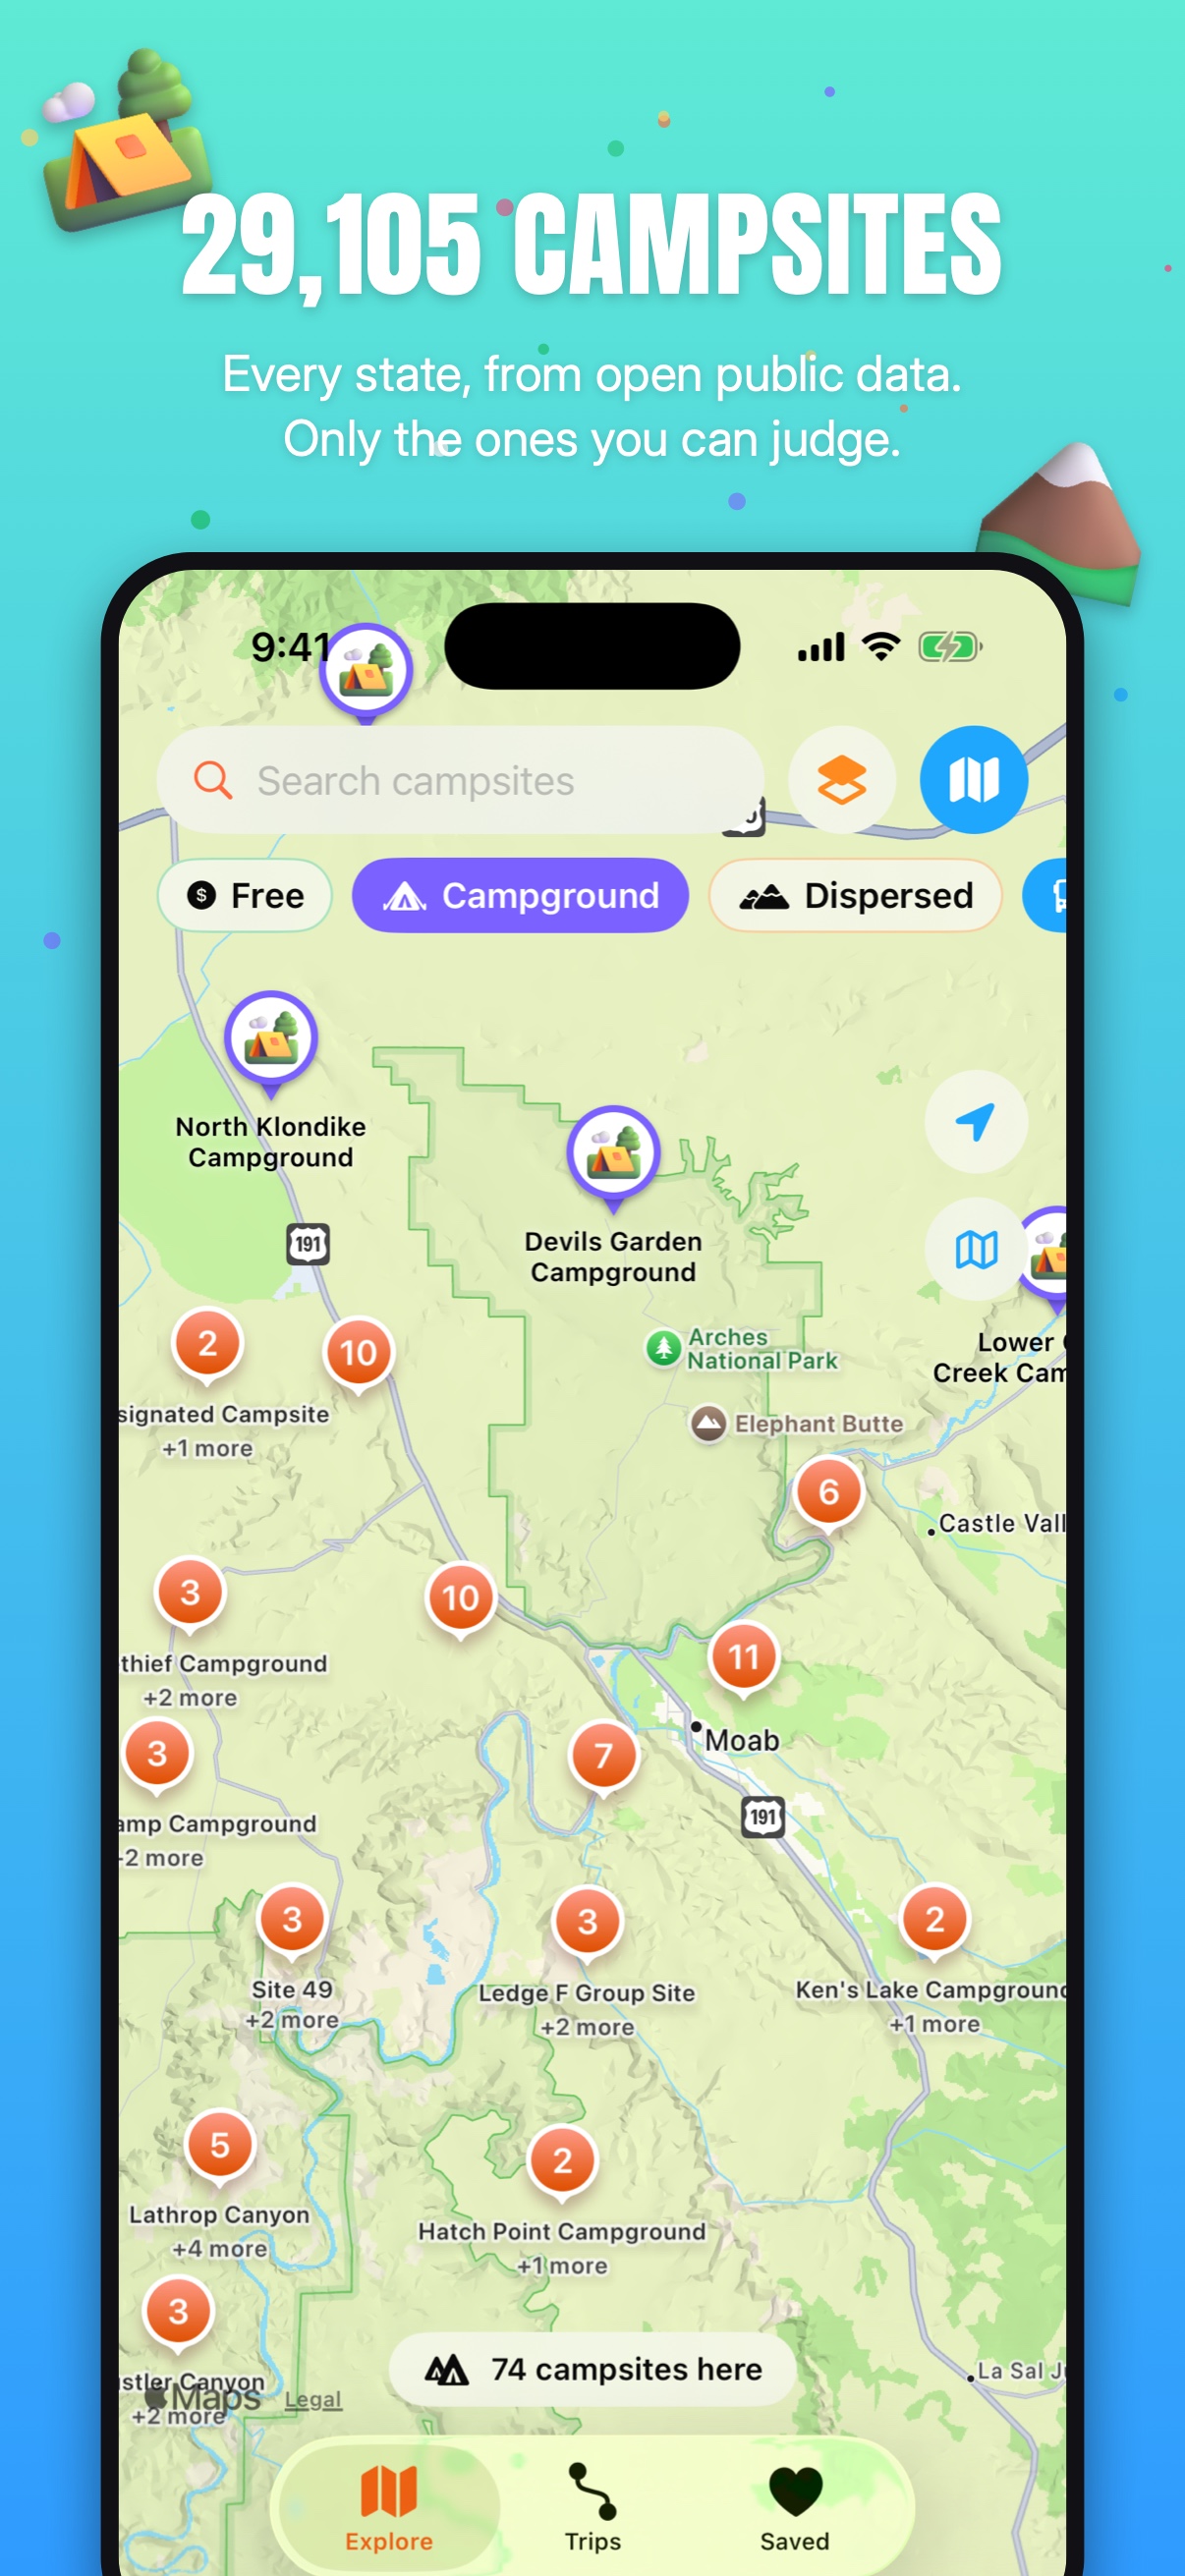 29,105 CAMPSITES
Every state, from open public data.
Only the ones you can judge.
9:41
Search campsites
Free
Campground
Dispersed
North Klondike
Campground
Devils Garden
Campground
191
Arches
National Park
Lower
Creek
2
10
signated Campsite
+1 more
Elephant Butte
6
Castle
3
10
thief Campground
+2 more
11
3
7
Moab
191
amp Campground
2 more
3
3
2
Site 49
+2 more
Ledge F Group Site
+2 more
Ken's Lake Campground
+1 more
5
2
Lathrop Canyon
+4 more
Hatch Point Campground
+1 more
3
74 campsites here
stler Canyon
+2 more
Maps
Legal
La Sal
Explore
Trips
Saved